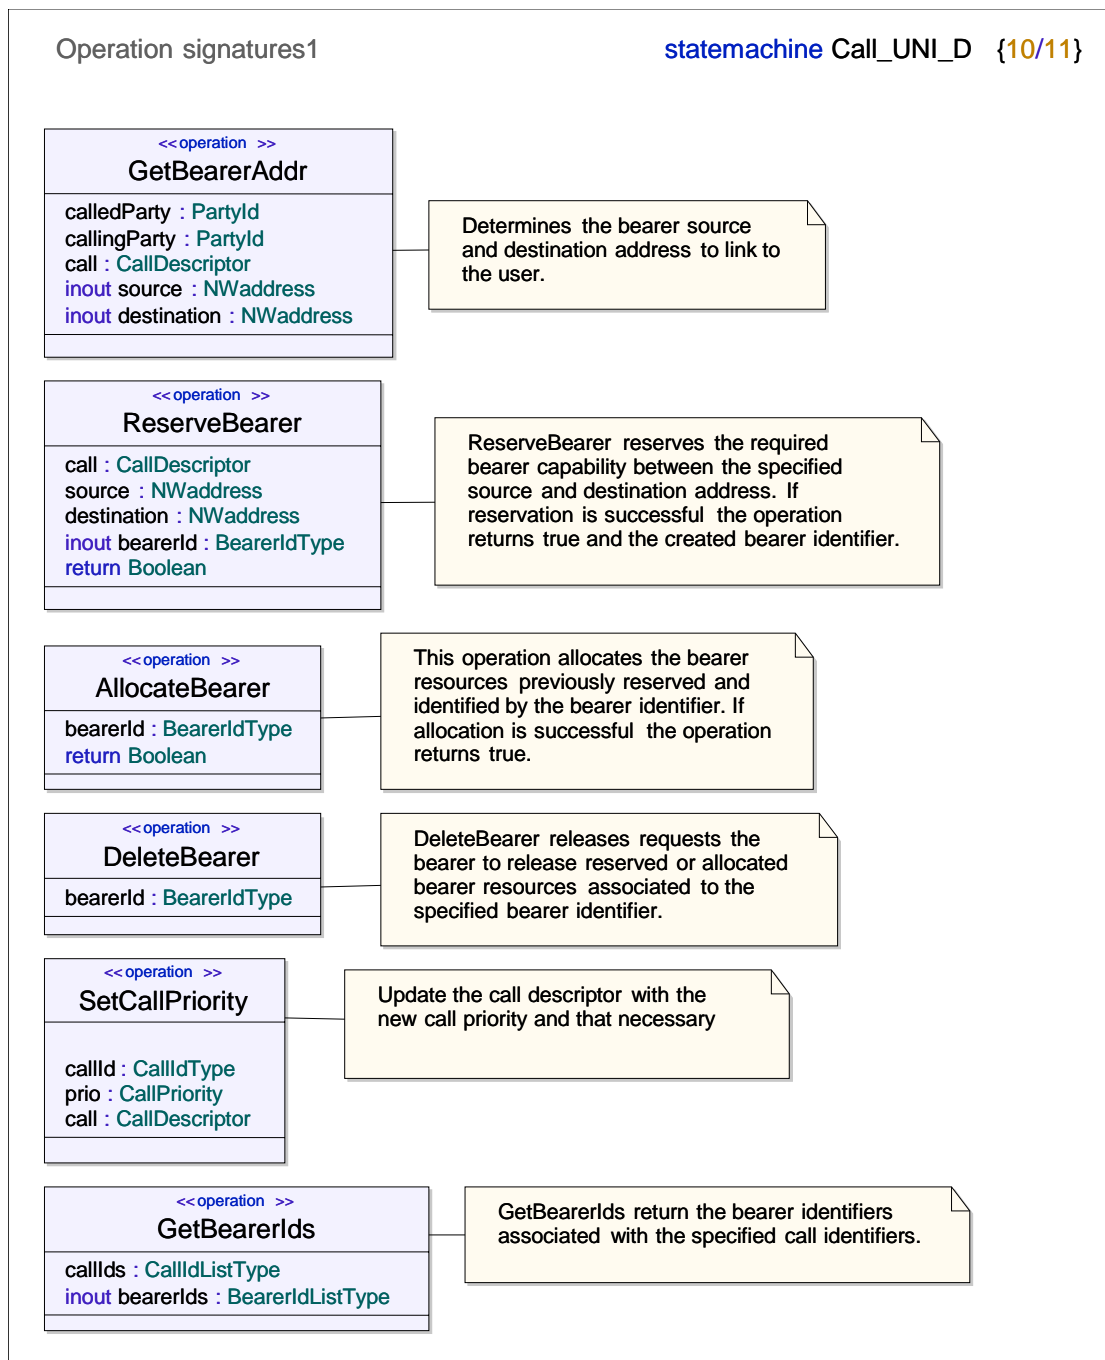 Operation signatures1
statemachine Call_UNI_D {10/11}
<<operation >>
GetBearerAddr
calledParty : PartyId
callingParty : PartyId
call : CallDescriptor
inout source : NWaddress
inout destination : NWaddress
Determines the bearer source
and destination address to link to
the user.
<<operation >>
ReserveBearer
call : CallDescriptor
source : NWaddress
destination : NWaddress
inout bearerId : BearerIdType
return Boolean
ReserveBearer reserves the required
bearer capability between the specified
source and destination address. If
reservation is successful the operation
returns true and the created bearer identifier.
<<operation >>
AllocateBearer
bearerId : BearerIdType
return Boolean
This operation allocates the bearer
resources previously reserved and
identified by the bearer identifier. If
allocation is successful the operation
returns true.
<<operation >>
DeleteBearer
bearerId : BearerIdType
DeleteBearer releases requests the
bearer to release reserved or allocated
bearer resources associated to the
specified bearer identifier.
<<operation >>
SetCallPriority
callId : CallIdType
prio : CallPriority
call : CallDescriptor
Update the call descriptor with the
new call priority and that necessary
<<operation >>
GetBearerIds
callIds : CallIdListType
inout bearerIds : BearerIdListType
GetBearerIds return the bearer identifiers
associated with the specified call identifiers.